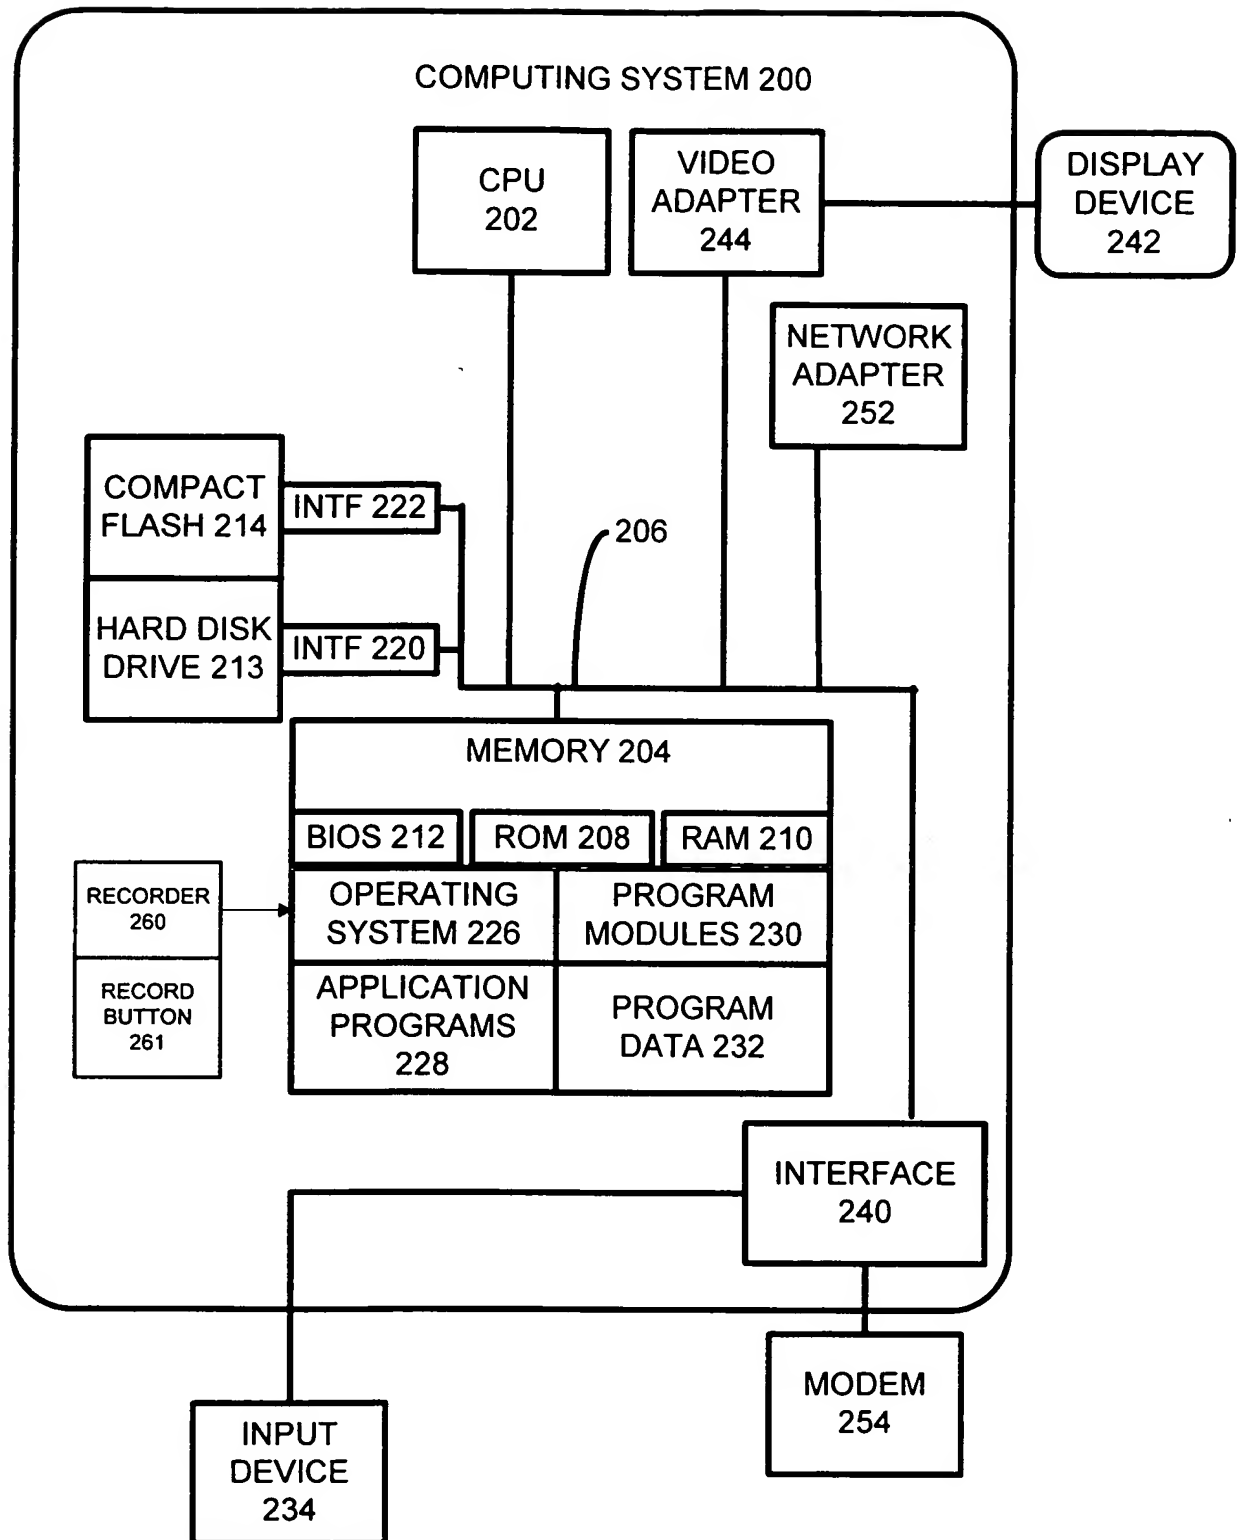 COMPUTING SYSTEM 200
CPU
202
VIDEO
ADAPTER
244
DISPLAY
DEVICE
242
NETWORK
ADAPTER
252
COMPACT
FLASH 214
INTF 222
206
HARD DISK
DRIVE 213
INTF 220
MEMORY 204
BIOS 212
ROM 208
RAM 210
RECORDER
260
OPERATING
SYSTEM 226
PROGRAM
MODULES 230
RECORD
BUTTON
261
APPLICATION
PROGRAMS
228
PROGRAM
DATA 232
INTERFACE
240
MODEM
254
INPUT
DEVICE
234